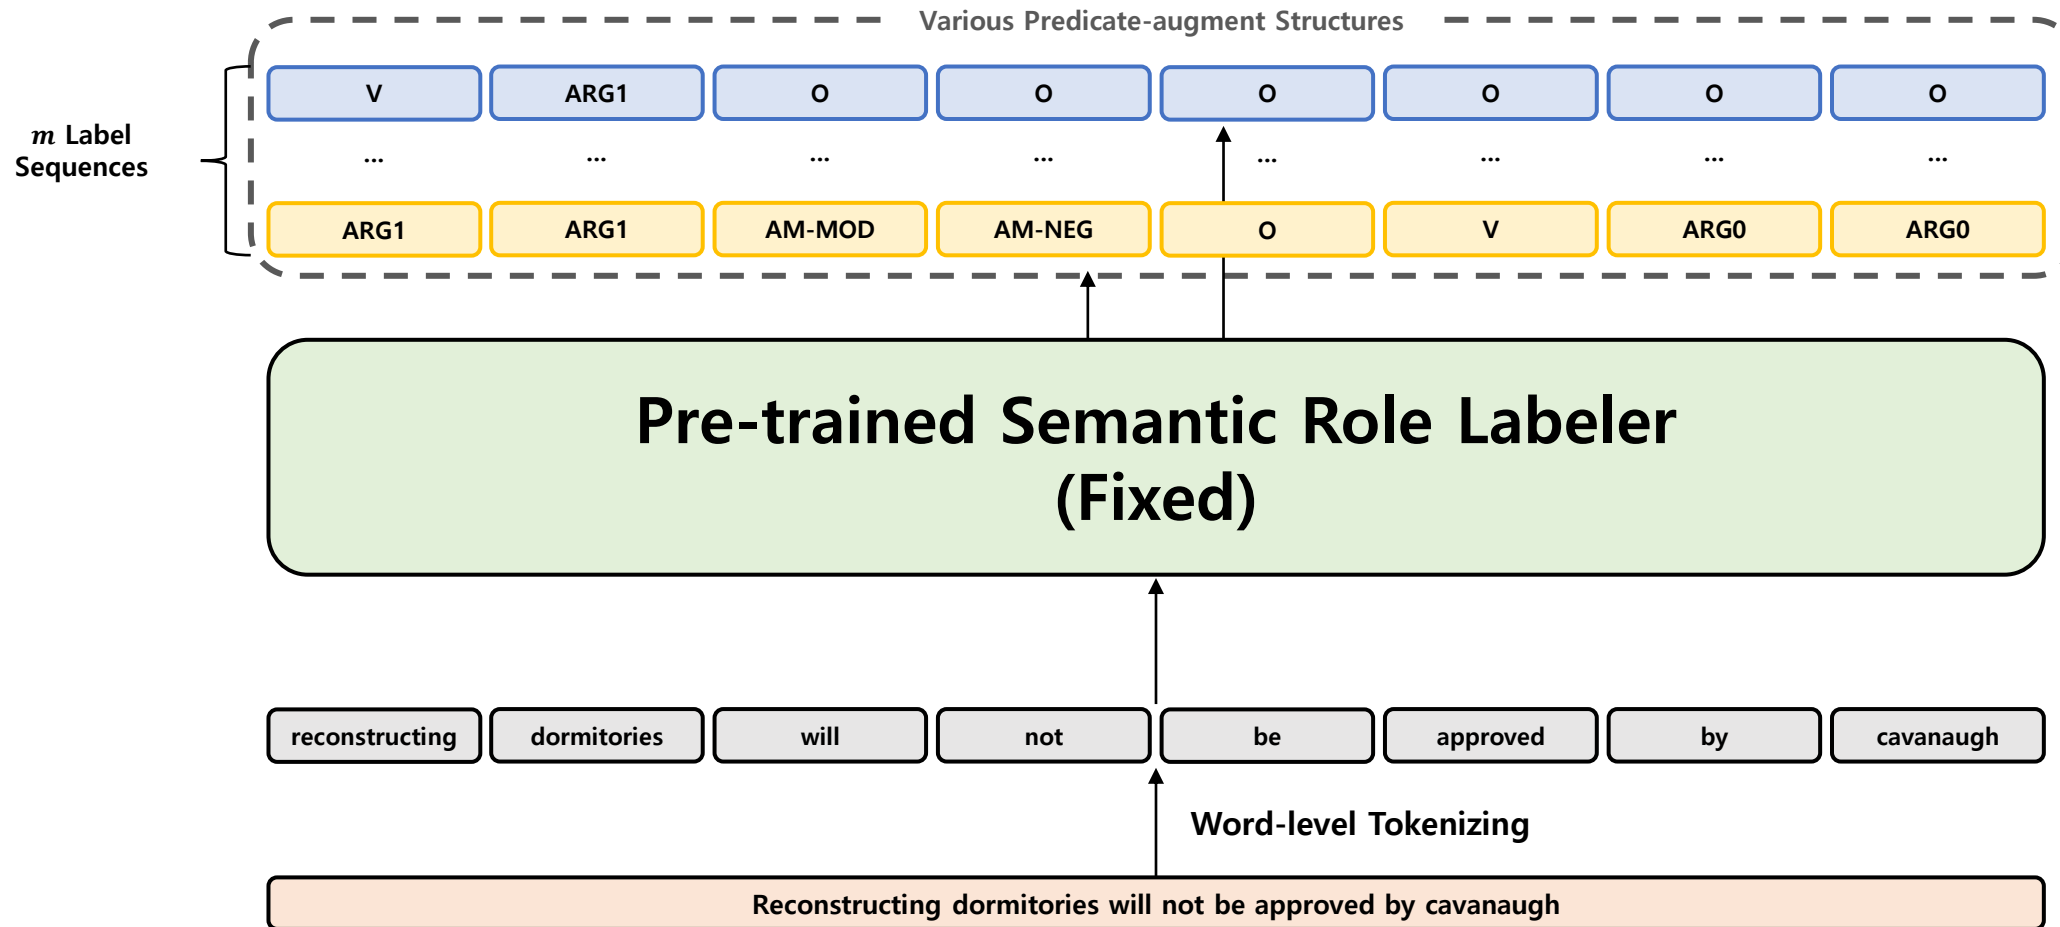 Various Predicate-augment Structures
V ARG1 O O O O O O
m Label
Sequences
... ... ... ... ... ... ... ...
ARG1 ARG1 AM-MOD AM-NEG O V ARG0 ARG0
Pre-trained Semantic Role Labeler
(Fixed)
reconstructing dormitories will not be approved by cavanaugh
Word-level Tokenizing
Reconstructing dormitories will not be approved by cavanaugh